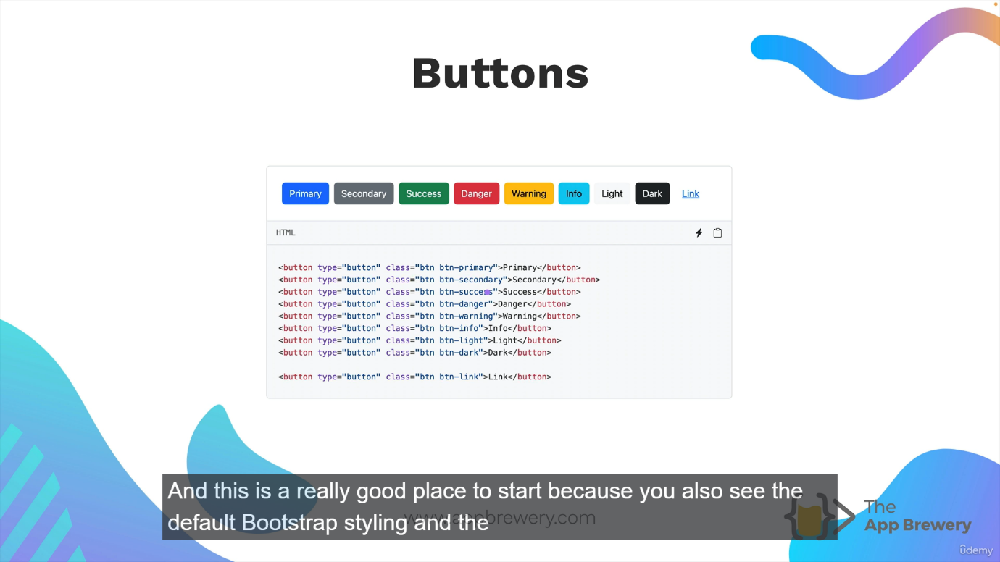 Buttons
Primary Secondary Success Danger Warning Info Light Dark Link
HTML
<button type="button" class="btn btn-primary">Primary</button>
<button type="button" class="btn btn-secondary">Secondary</button>
<button type="button" class="btn btn-success">Success</button>
<button type="button" class="btn btn-danger">Danger</button>
<button type="button" class="btn btn-warning">Warning</button>
<button type="button" class="btn btn-info">Info</button>
<button type="button" class="btn btn-light">Light</button>
<button type="button" class="btn btn-dark">Dark</button>
<button type="button" class="btn btn-link">Link</button>
And this is a really good place to start because you also see the
default Bootstrap styling and the
www.appbrewery.com
The
App Brewery
udemy